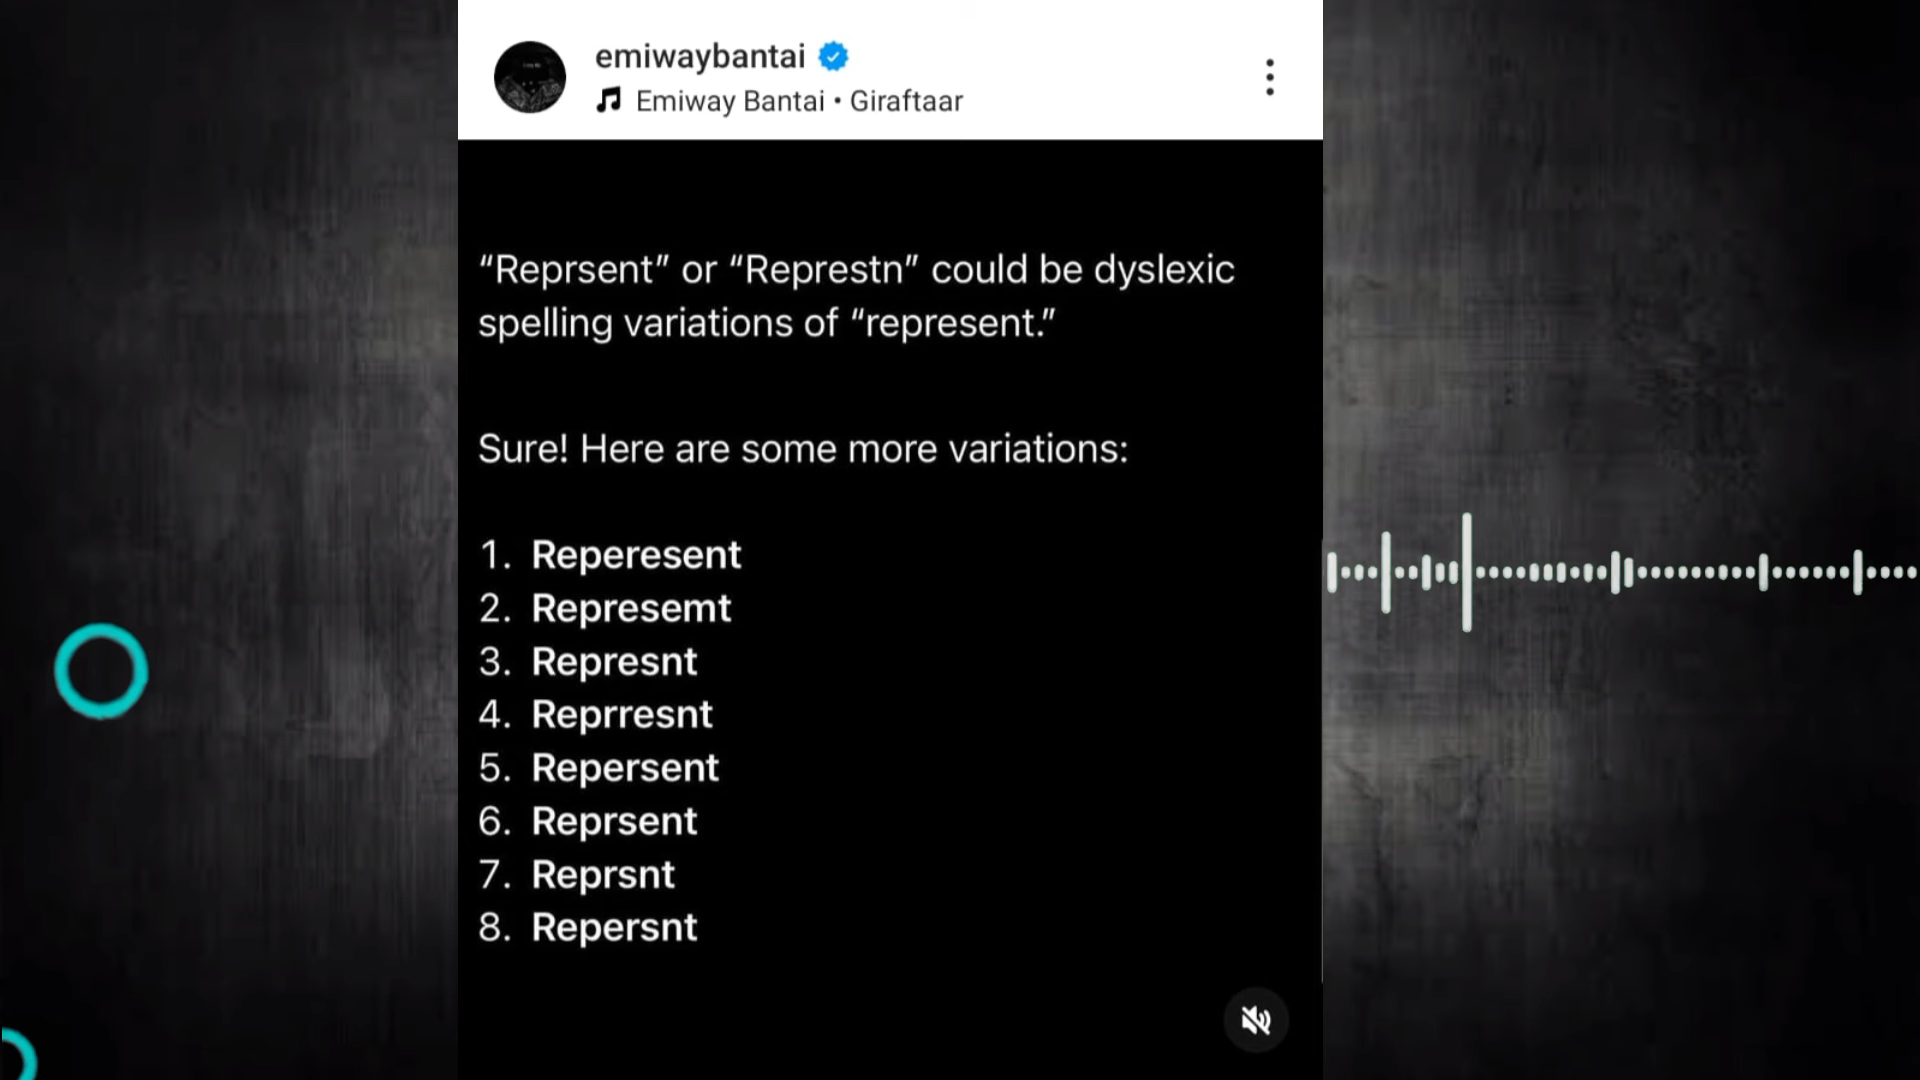 emiwaybantai
Emiway Bantai • Giraftaar
“Reprsent” or “Represtn” could be dyslexic
spelling variations of “represent.”
Sure! Here are some more variations:
1. Reperesent
2. Represemt
3. Represnt
4. Reprresnt
5. Repersent
6. Reprsent
7. Reprsnt
8. Repersnt